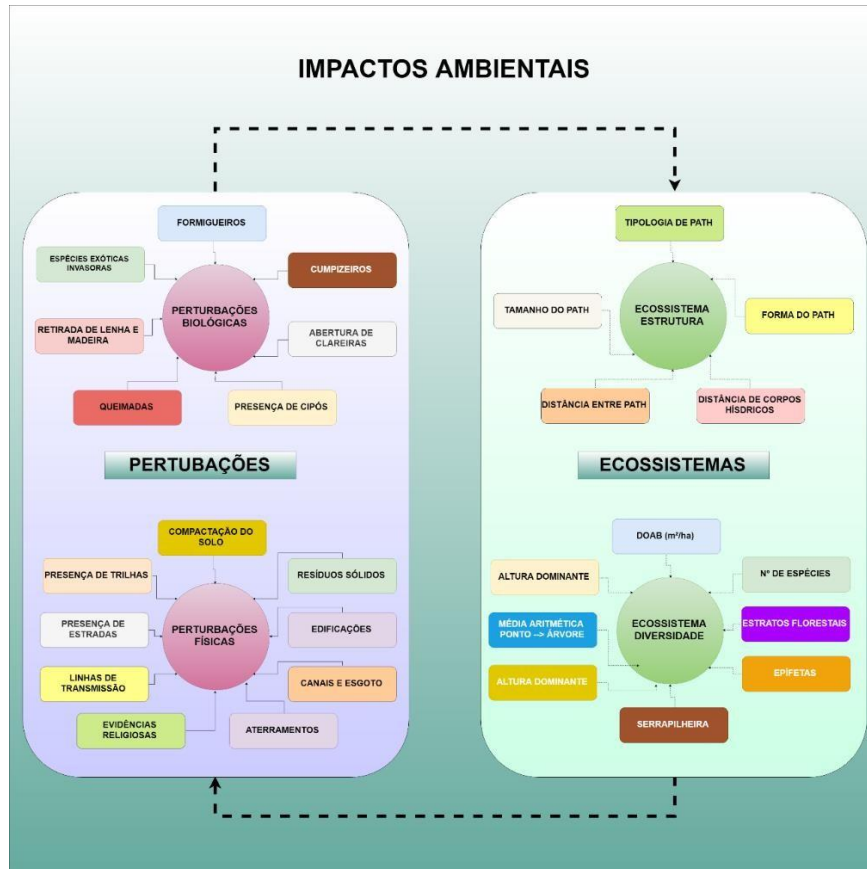 IMPACTOS AMBIENTAIS
FORMIGUEIROS
ESPÉCIES EXÓTICAS
INVASORAS
CUMPIZEIROS
PERTURBAÇÕES
BIOLÓGICAS
RETIRADA DE LENHA E
MADEIRA
ABERTURA DE
CLAREIRAS
QUEIMADAS
PRESENÇA DE CIPÓS
PERTUBAÇÕES
COMPACTAÇÃO DO
SOLO
PRESENÇA DE TRILHAS
RESÍDUOS SÓLIDOS
PRESENÇA DE
ESTRADAS
PERTURBAÇÕES
FÍSICAS
EDIFICAÇÕES
LINHAS DE
TRANSMISSÃO
CANAIS E ESGOTO
EVIDÊNCIAS
RELIGIOSAS
ATERRAMENTOS
TIPOLOGIA DE PATH
TAMANHO DO PATH
ECOSSISTEMA
ESTRUTURA
FORMA DO PATH
DISTÂNCIA ENTRE PATH
DISTÂNCIA DE CORPOS
HÍSDRICOS
ECOSSISTEMAS
DOAB (m²/ha)
ALTURA DOMINANTE
Nº DE ESPÉCIES
MÉDIA ARITMÉTICA
PONTO --> ÁRVORE
ECOSSISTEMA
DIVERSIDADE
ESTRATOS FLORESTAIS
ALTURA DOMINANTE
EPÍFETAS
SERRAPILHEIRA